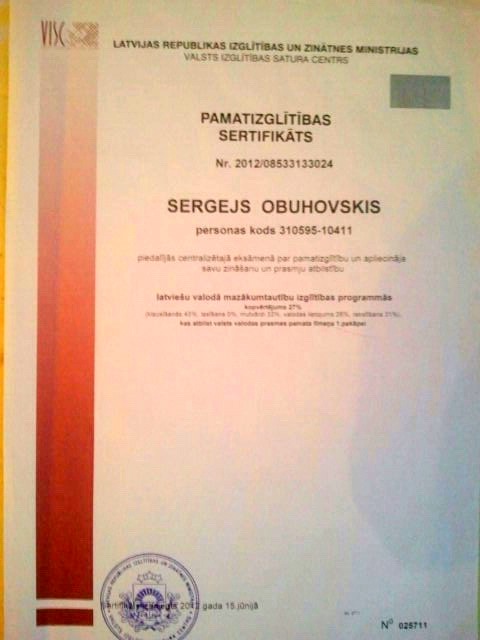 VISC
LATVIJAS REPUBLIKAS IZGLĪTĪBAS UN ZINĀTNES MINISTRIJAS
VALSTS IZGLĪTĪBAS SATURA CENTRS
PAMATIZGLĪTĪBAS
SERTIFIKĀTS
Nr. 2012/08533133024
SERGEJS OBUHOVSKIS
personas kods 310595-10411
piedalījās centralizētajā eksāmenā par pamatizglītību un apliecināja
savu zināšanu un prasmju atbilstību
latviešu valodā mazākumtautību izglītības programmās
kopvērtējums 27%
(klausīšanās 43%, lasīšana 0%, mutvārdi 32%, valodas lietojums 28%, rakstīšana 31%),
kas atbilst valsts valodas prasmes pamata līmeņa 1.pakāpei
Sertifikāts izsniegts 2012.gada 15.jūnijā
Nº 025711